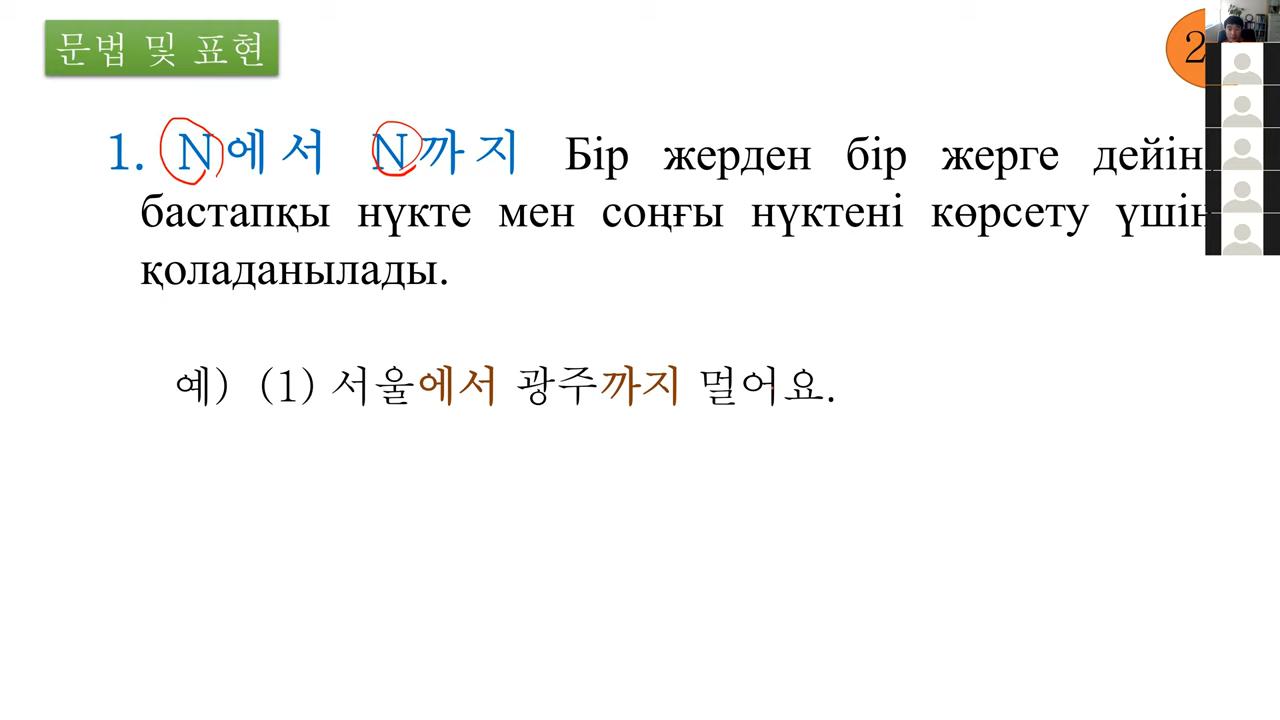 문법 및 표현
2
1. N에서 N까지 Бір жерден бір жерге дейін,
бастапқы нүкте мен соңғы нүктені көрсету үшін
қоладанылады.
예) (1) 서울에서 광주까지 멀어요.